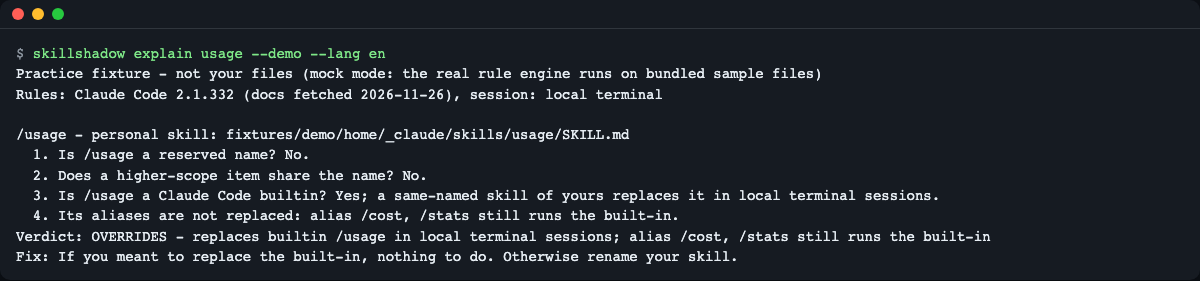 $ skillshadow explain usage --demo --lang en
Practice fixture - not your files (mock mode: the real rule engine runs on bundled sample files)
Rules: Claude Code 2.1.332 (docs fetched 2026-11-26), session: local terminal
/usage - personal skill: fixtures/demo/home/_claude/skills/usage/SKILL.md
1. Is /usage a reserved name? No.
2. Does a higher-scope item share the name? No.
3. Is /usage a Claude Code builtin? Yes; a same-named skill of yours replaces it in local terminal sessions.
4. Its aliases are not replaced: alias /cost, /stats still runs the built-in.
Verdict: OVERRIDES - replaces builtin /usage in local terminal sessions; alias /cost, /stats still runs the built-in
Fix: If you meant to replace the built-in, nothing to do. Otherwise rename your skill.